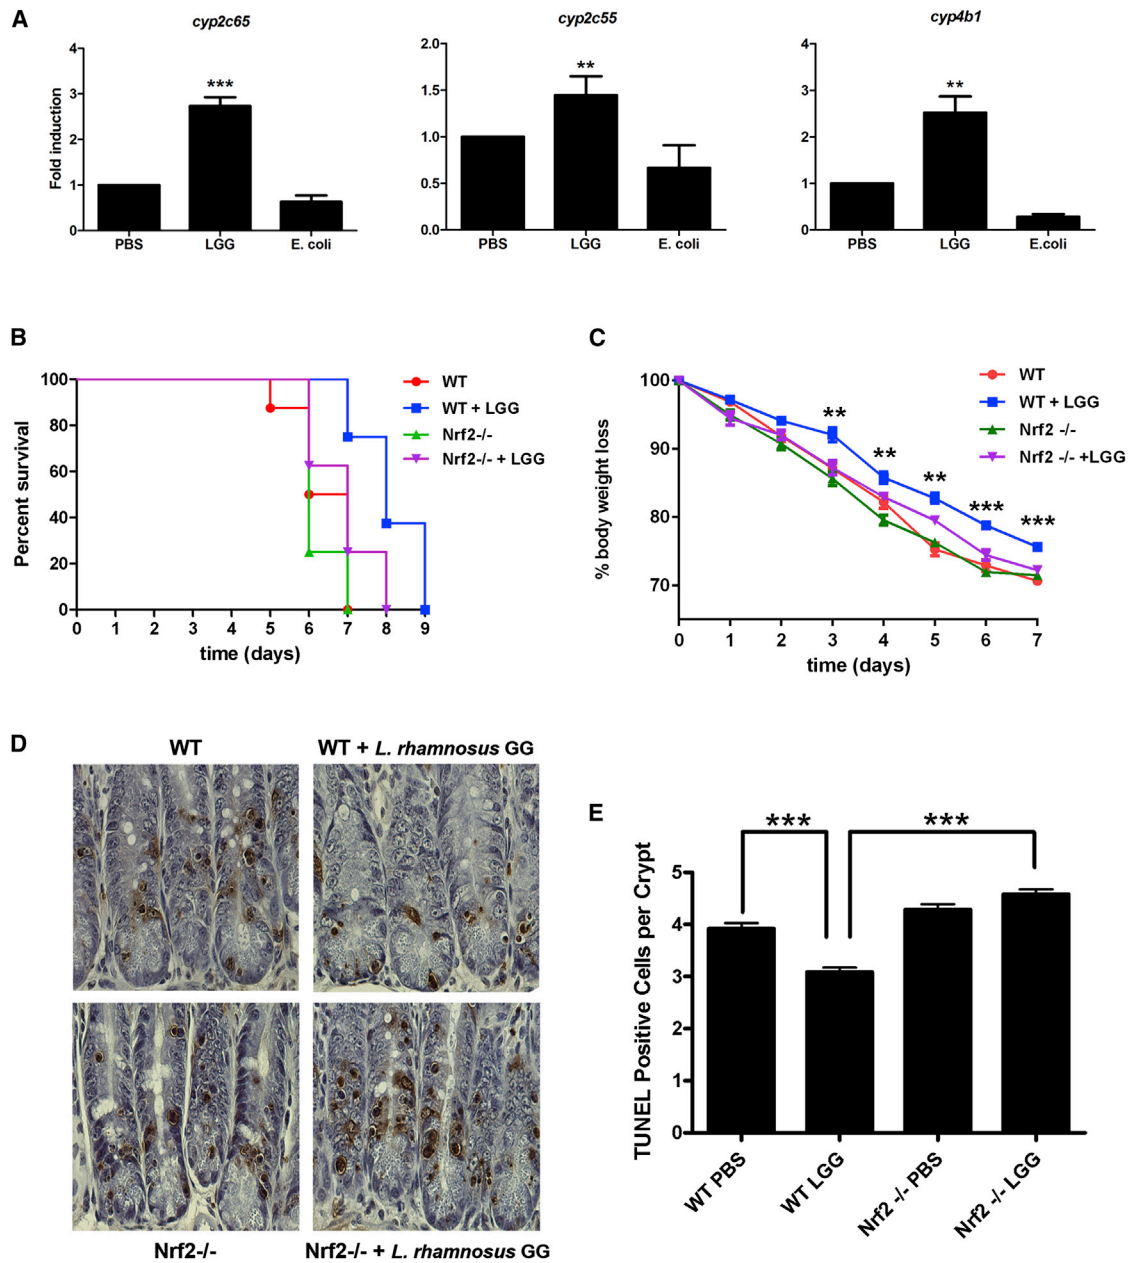 A
cyp2c65
cyp2c55
cyp4b1
Fold induction
4
3
2
1
0
PBS
LGG
E. coli
***
2.0
1.5
1.0
0.5
0.0
PBS
LGG
E. coli
**
4
3
2
1
0
PBS
LGG
E.coli
**
B
Percent survival
100
80
60
40
20
0
0 1 2 3 4 5 6 7 8 9
time (days)
WT
WT + LGG
Nrf2-/-
Nrf2-/- + LGG
C
% body weight loss
100
90
80
70
0 1 2 3 4 5 6 7
time (days)
** ** ** *** ***
WT
WT + LGG
Nrf2 -/-
Nrf2 -/- +LGG
D
WT
WT + L. rhamnosus GG
Nrf2-/-
Nrf2-/- + L. rhamnosus GG
E
TUNEL Positive Cells per Crypt
5
4
3
2
1
0
*** ***
WT PBS
WT LGG
Nrf2 -/- PBS
Nrf2 -/- LGG